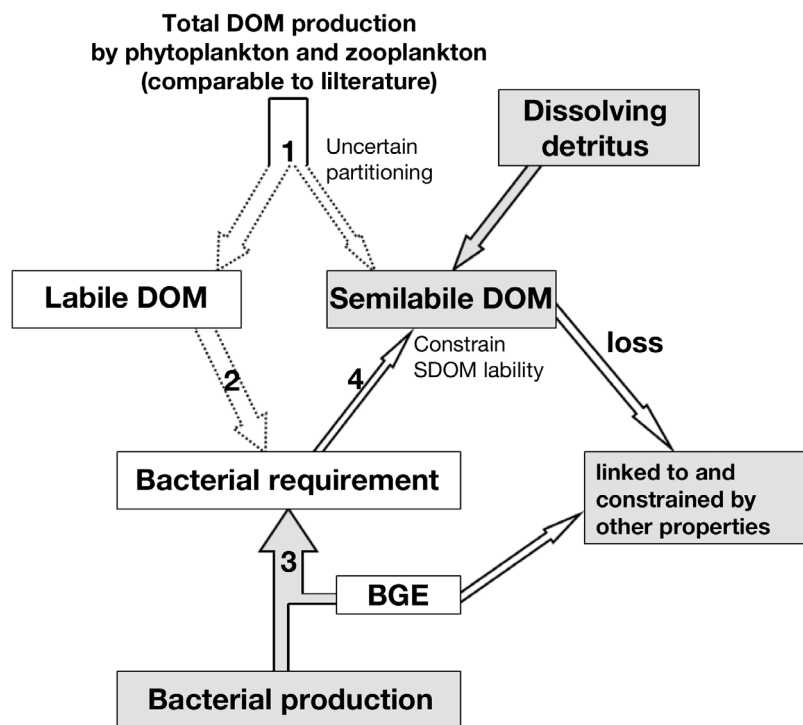 Total DOM production
by phytoplankton and zooplankton
(comparable to lilterature)
Dissolving
detritus
1
Uncertain
partitioning
Labile DOM
Semilabile DOM
2
4
Constrain
SDOM lability
loss
Bacterial requirement
linked to and
constrained by
other properties
3
BGE
Bacterial production